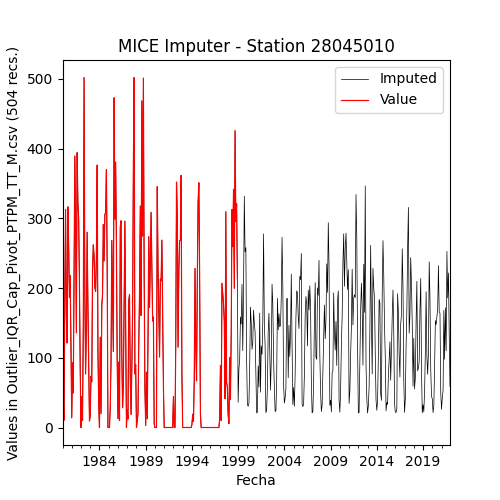 MICE Imputer - Station 28045010
Values in Outlier_IQR_Cap_Pivot_PTPM_TT_M.csv (504 recs.)
500
400
300
200
100
0
Imputed
Value
1984 1989 1994 1999 2004 2009 2014 2019
Fecha